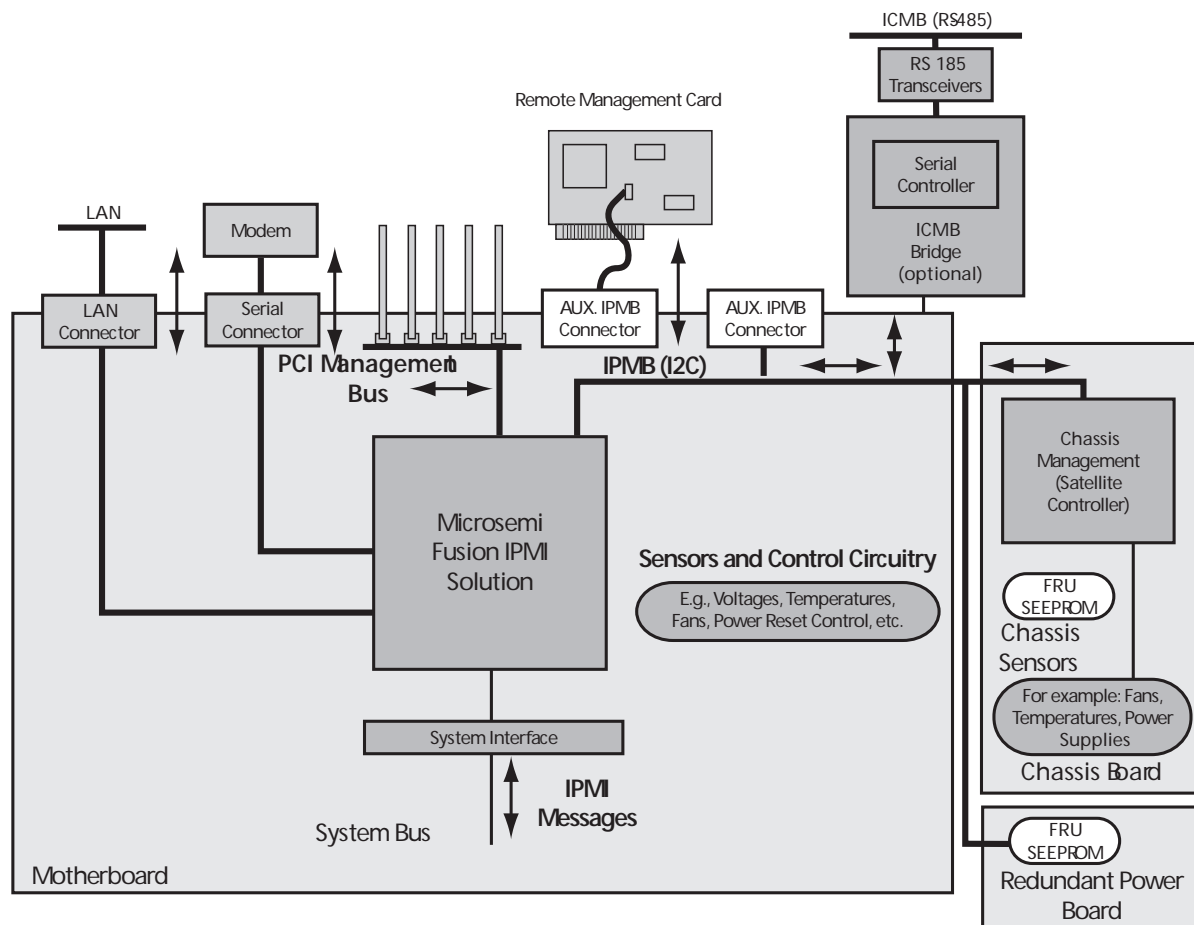 ICMB (RS485)
RS 185
Transceivers
Remote Management Card
Serial
Controller
ICMB
Bridge
(optional)
LAN
Modem
LAN
Connector
Serial
Connector
AUX. IPMB
Connector
AUX. IPMB
Connector
PCI Management
Bus
IPMB (I2C)
Chassis
Management
(Satellite
Controller)
Microsemi
Fusion IPMI
Solution
Sensors and Control Circuitry
E.g., Voltages, Temperatures,
Fans, Power Reset Control, etc.
FRU
SEEPROM
Chassis
Sensors
For example: Fans,
Temperatures, Power
Supplies
Chassis Board
System Interface
IPMI
Messages
System Bus
FRU
SEEPROM
Redundant Power
Board
Motherboard